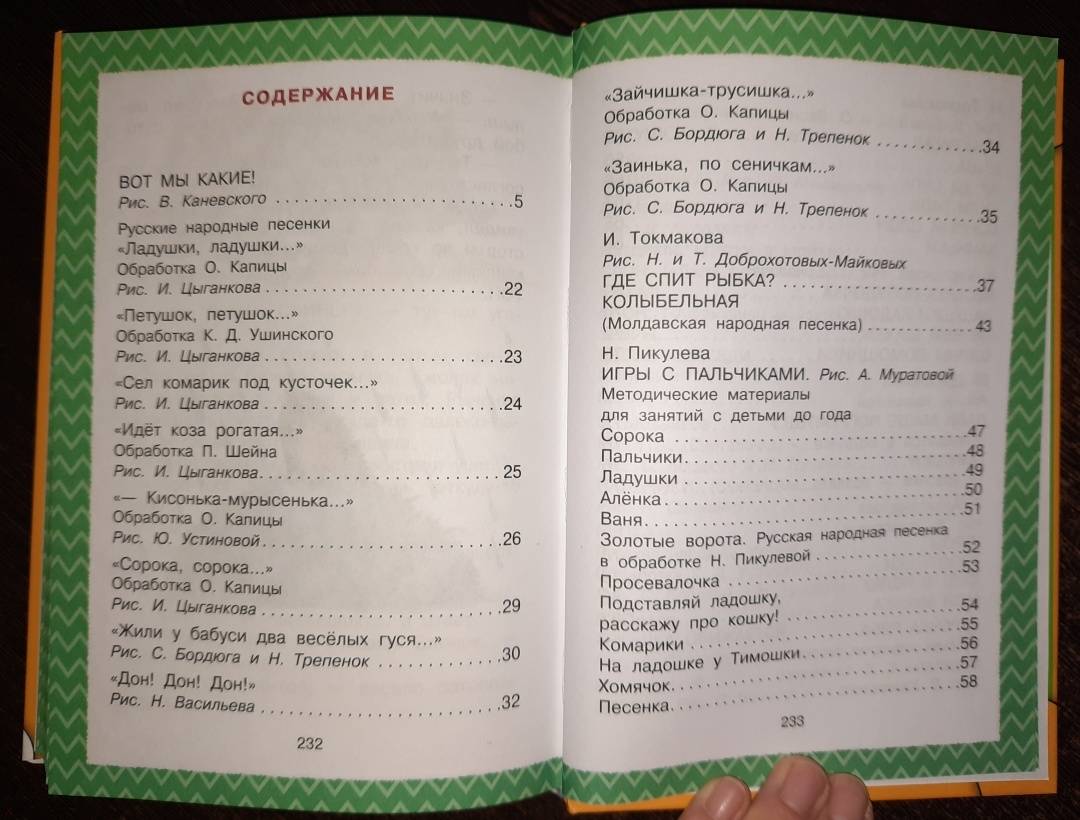 СОДЕРЖАНИЕ
ВОТ МЫ КАКИЕ!
Рис. В. Каневского ..........................5
Русские народные песенки
«Ладушки, ладушки...»
Обработка О. Капицы
Рис. И. Цыганкова ..........................22
«Петушок, петушок...»
Обработка К. Д. Ушинского
Рис. И. Цыганкова ..........................23
«Сел комарик под кусточек...»
Рис. И. Цыганкова ..........................24
«Идёт коза рогатая...»
Обработка П. Шейна
Рис. И. Цыганкова ..........................25
«— Кисонька-мурысенька...»
Обработка О. Капицы
Рис. Ю. Устиновой ..........................26
«Сорока, сорока...»
Обработка О. Капицы
Рис. И. Цыганкова ..........................29
«Жили у бабуси два весёлых гуся...»
Рис. С. Бордюга и Н. Трепенок ..............30
«Дон! Дон! Дон!»
Рис. Н. Васильева ..........................32
232
«Зайчишка-трусишка...»
Обработка О. Капицы
Рис. С. Бордюга и Н. Трепенок ............34
«Заинька, по сеничкам...»
Обработка О. Капицы
Рис. С. Бордюга и Н. Трепенок ............35
И. Токмакова
Рис. Н. и Т. Доброхотовых-Майковых
ГДЕ СПИТ РЫБКА? ....................37
КОЛЫБЕЛЬНАЯ
(Молдавская народная песенка) ............43
Н. Пикулева
ИГРЫ С ПАЛЬЧИКАМИ. Рис. А. Муратовой
Методические материалы
для занятий с детьми до года
Сорока ..............................47
Пальчики ............................48
Ладушки .............................49
Алёнка ..............................50
Ваня ................................51
Золотые ворота. Русская народная песенка
в обработке Н. Пикулевой ................52
Просевалочка ..........................53
Подставляй ладошку,
расскажу про кошку! ....................54
Комарики ............................55
На ладошке у Тимошки ..................56
Хомячок .............................57
Песенка .............................58
233